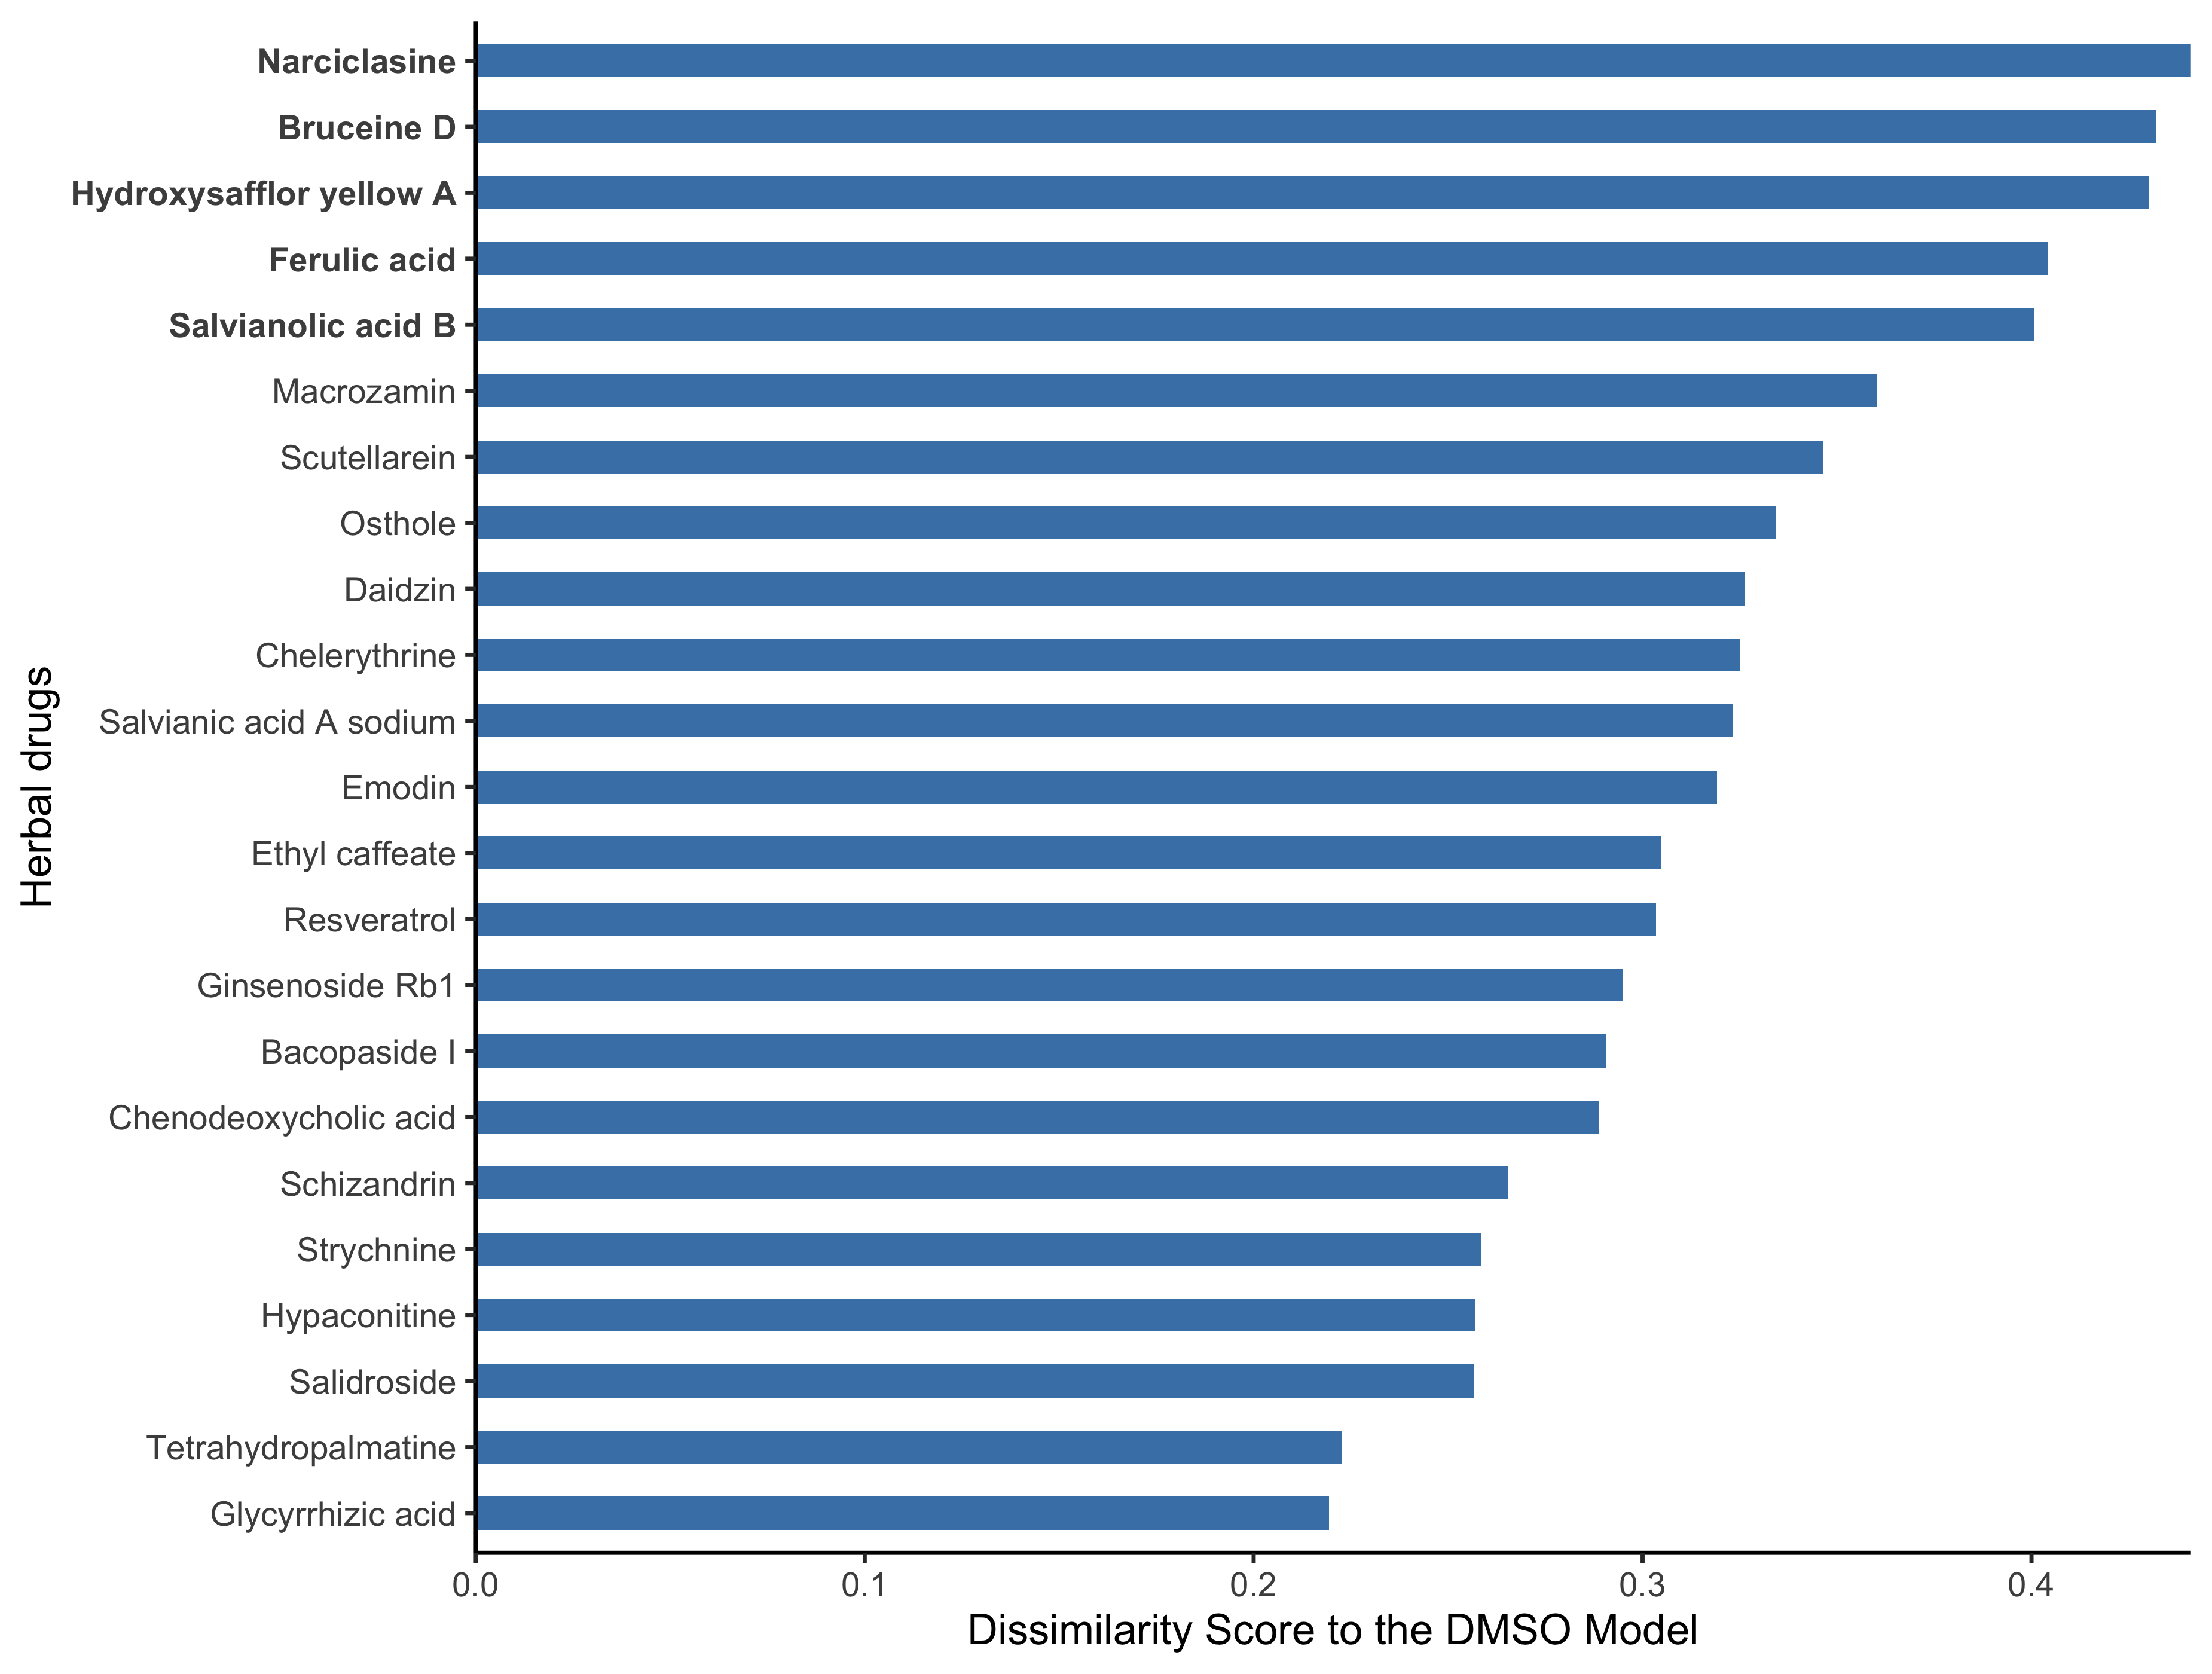 Narciclasine
Bruceine D
Hydroxysafflor yellow A
Ferulic acid
Salvianolic acid B
Macrozamin
Scutellarein
Osthole
Daidzin
Chelerythrine
Salvianic acid A sodium
Emodin
Ethyl caffeate
Resveratrol
Ginsenoside Rb1
Bacopaside I
Chenodeoxycholic acid
Schizandrin
Strychnine
Hypaconitine
Salidroside
Tetrahydropalmatine
Glycyrrhizic acid
Herbal drugs
0.0 0.1 0.2 0.3 0.4
Dissimilarity Score to the DMSO Model